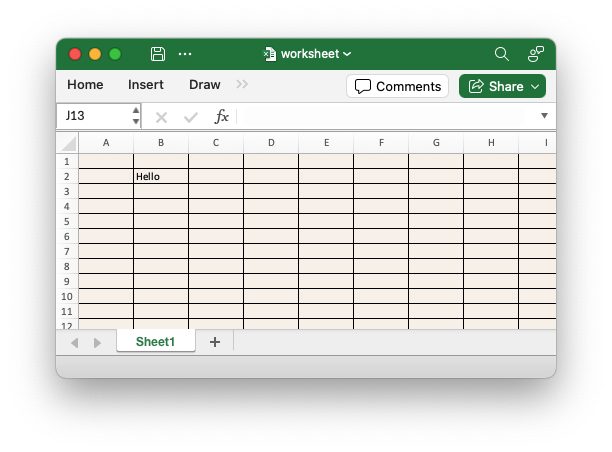 worksheet
Home Insert Draw Comments Share
J13 fx
A B C D E F G H I
1
2 Hello
3
4
5
6
7
8
9
10
11
12
Sheet1 +